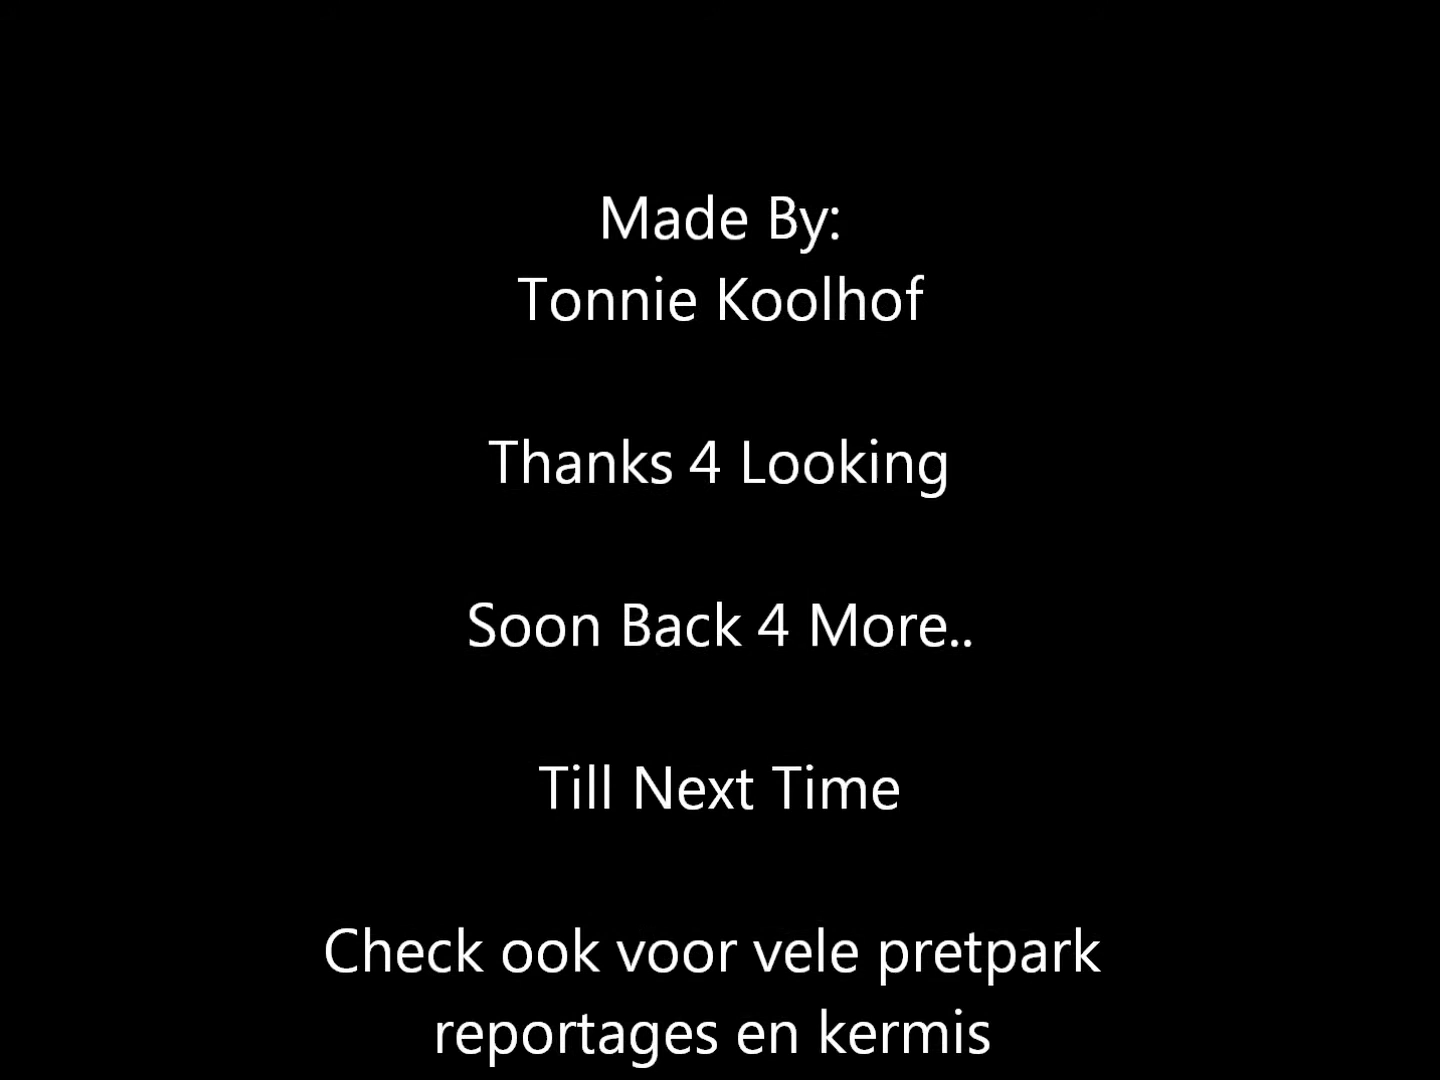 Made By:
Tonnie Koolhof
Thanks 4 Looking
Soon Back 4 More..
Till Next Time
Check ook voor vele pretpark
reportages en kermis